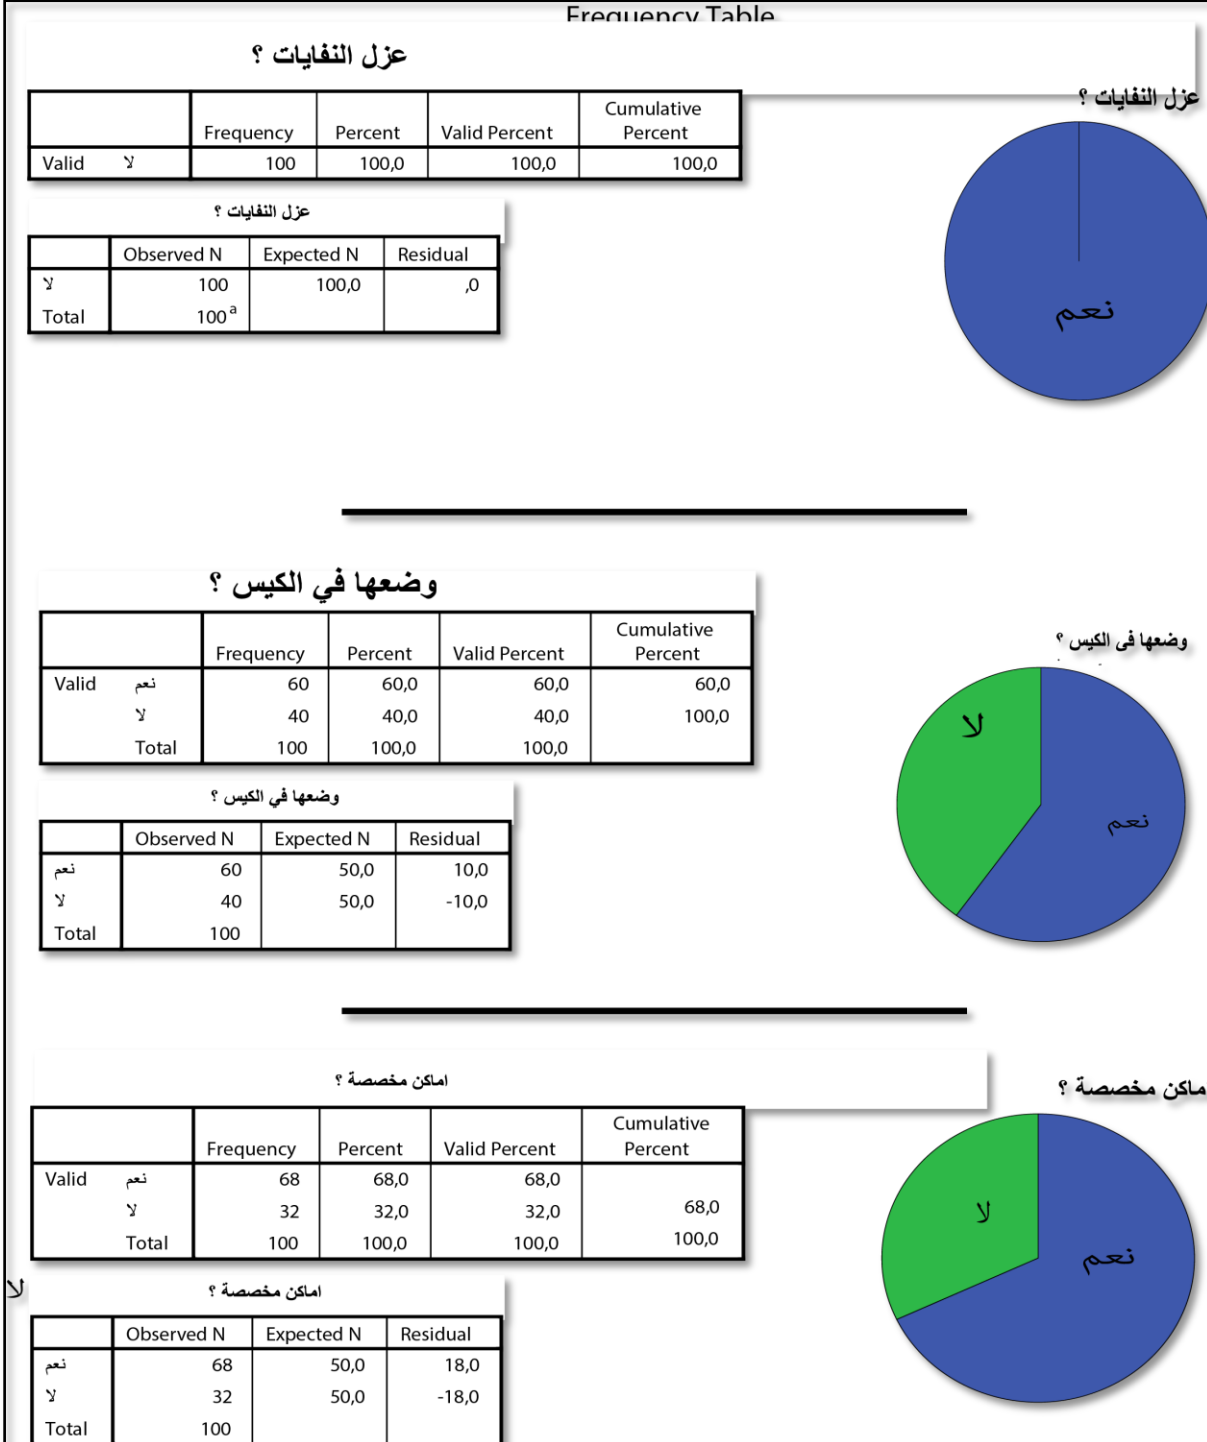 Frequency Table
عزل النفايات ؟
Frequency Percent Valid Percent Cumulative Percent
Valid لا 100 100,0 100,0 100,0
عزل النفايات ؟
Observed N Expected N Residual
لا 100 100,0 ,0
Total 100a
عزل النفايات ؟
نعم
وضعها في الكيس ؟
Frequency Percent Valid Percent Cumulative Percent
Valid نعم 60 60,0 60,0 60,0
لا 40 40,0 40,0 100,0
Total 100 100,0 100,0
وضعها في الكيس ؟
Observed N Expected N Residual
نعم 60 50,0 10,0
لا 40 50,0 -10,0
Total 100
وضعها فى الكيس ؟
لا
نعم
اماكن مخصصة ؟
Frequency Percent Valid Percent Cumulative Percent
Valid نعم 68 68,0 68,0
لا 32 32,0 32,0 68,0
Total 100 100,0 100,0 100,0
لا
اماكن مخصصة ؟
Observed N Expected N Residual
نعم 68 50,0 18,0
لا 32 50,0 -18,0
Total 100
ماكن مخصصة ؟
لا
نعم